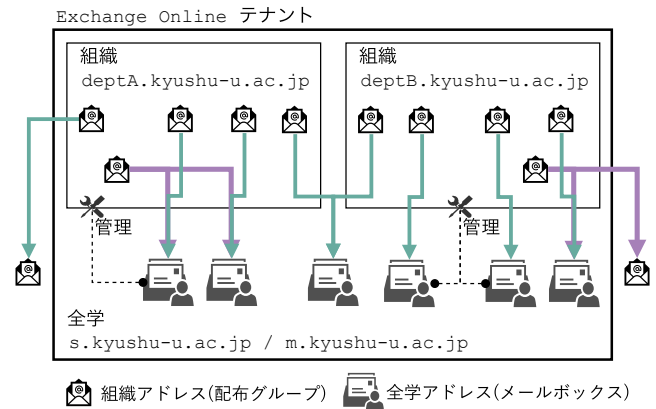 Exchange Online テナント
組織
deptA.kyushu-u.ac.jp
組織
deptB.kyushu-u.ac.jp
管理
管理
全学
s.kyushu-u.ac.jp / m.kyushu-u.ac.jp
組織アドレス(配布グループ)
全学アドレス(メールボックス)